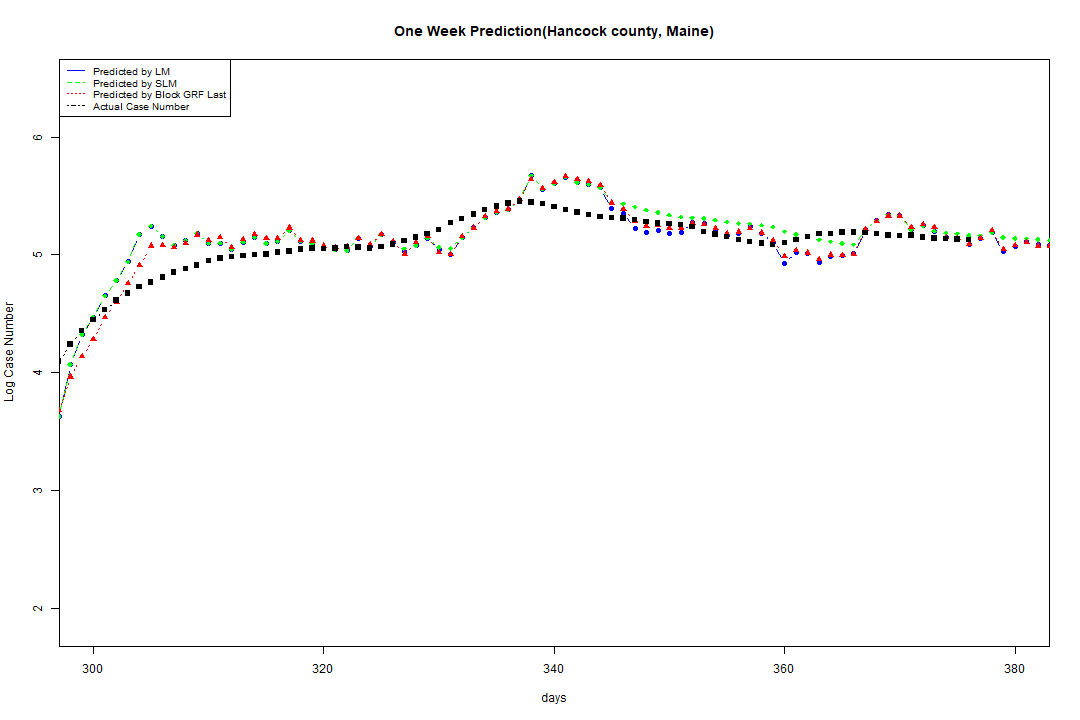 One Week Prediction(Hancock county, Maine)
Predicted by LM
Predicted by SLM
Predicted by Block GRF Last
Actual Case Number
6
5
4
3
2
Log Case Number
300 320 340 360 380
days